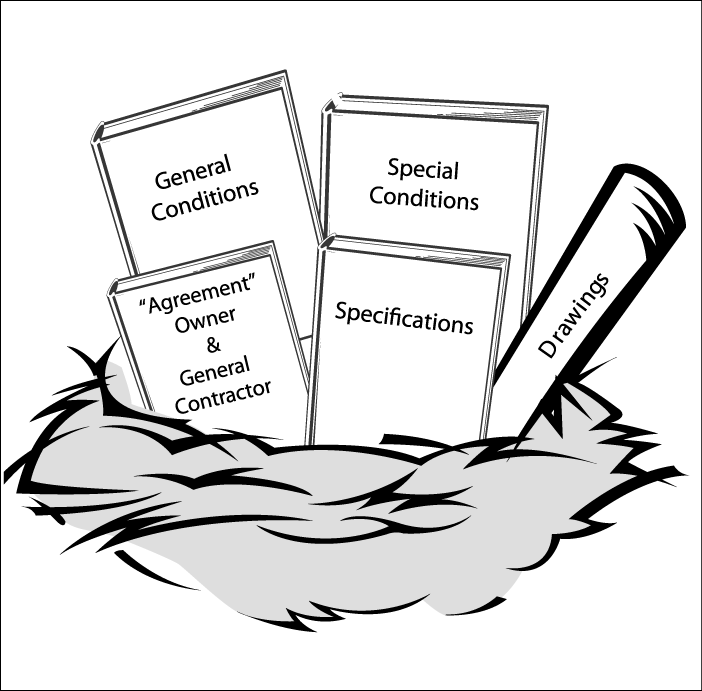 General
Conditions
Special
Conditions
“Agreement”
Owner
&
General
Contractor
Specifications
Drawings